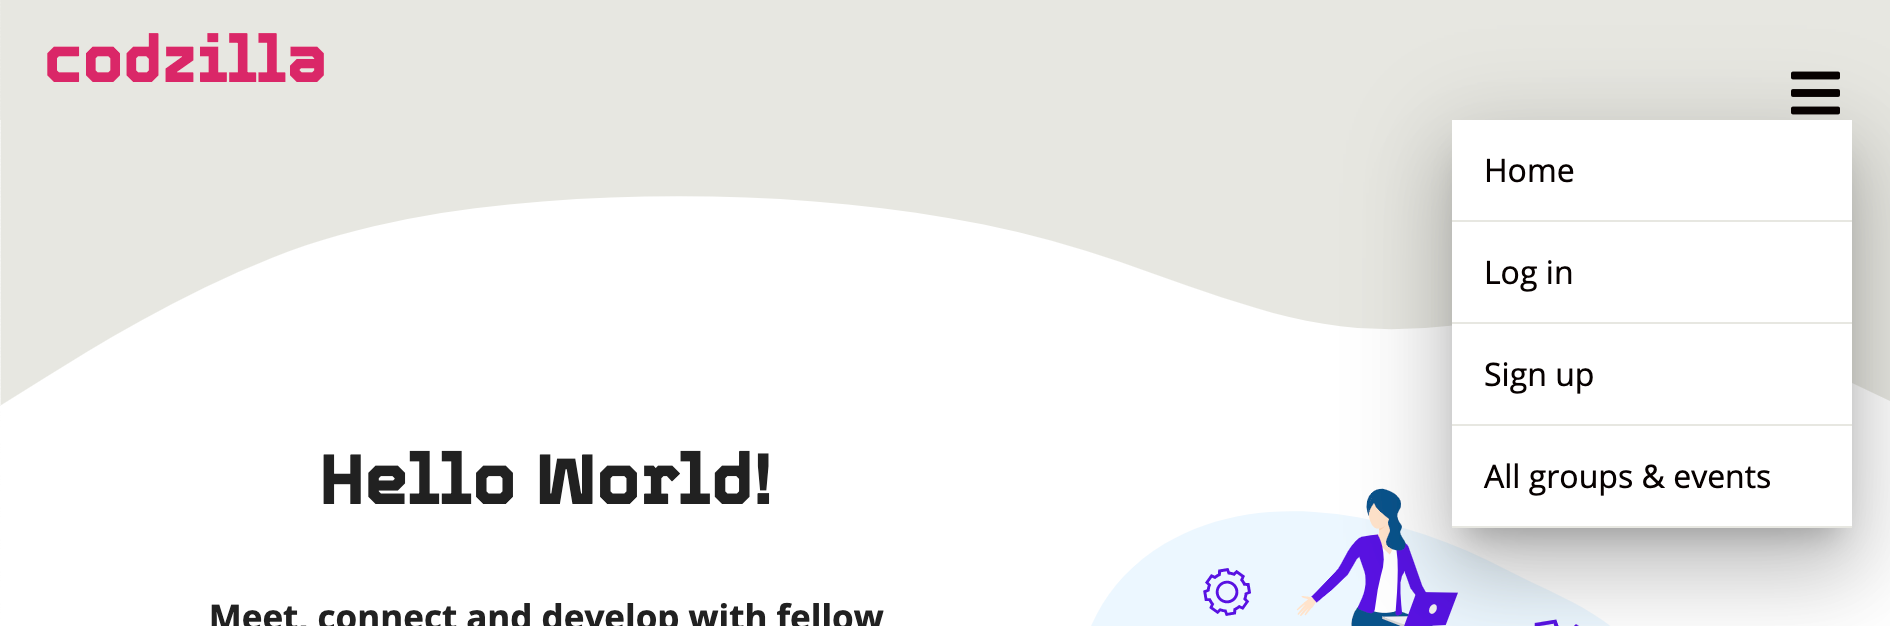 codzilla
Home
Log in
Sign up
All groups & events
Hello World!
Meet, connect and develop with fellow